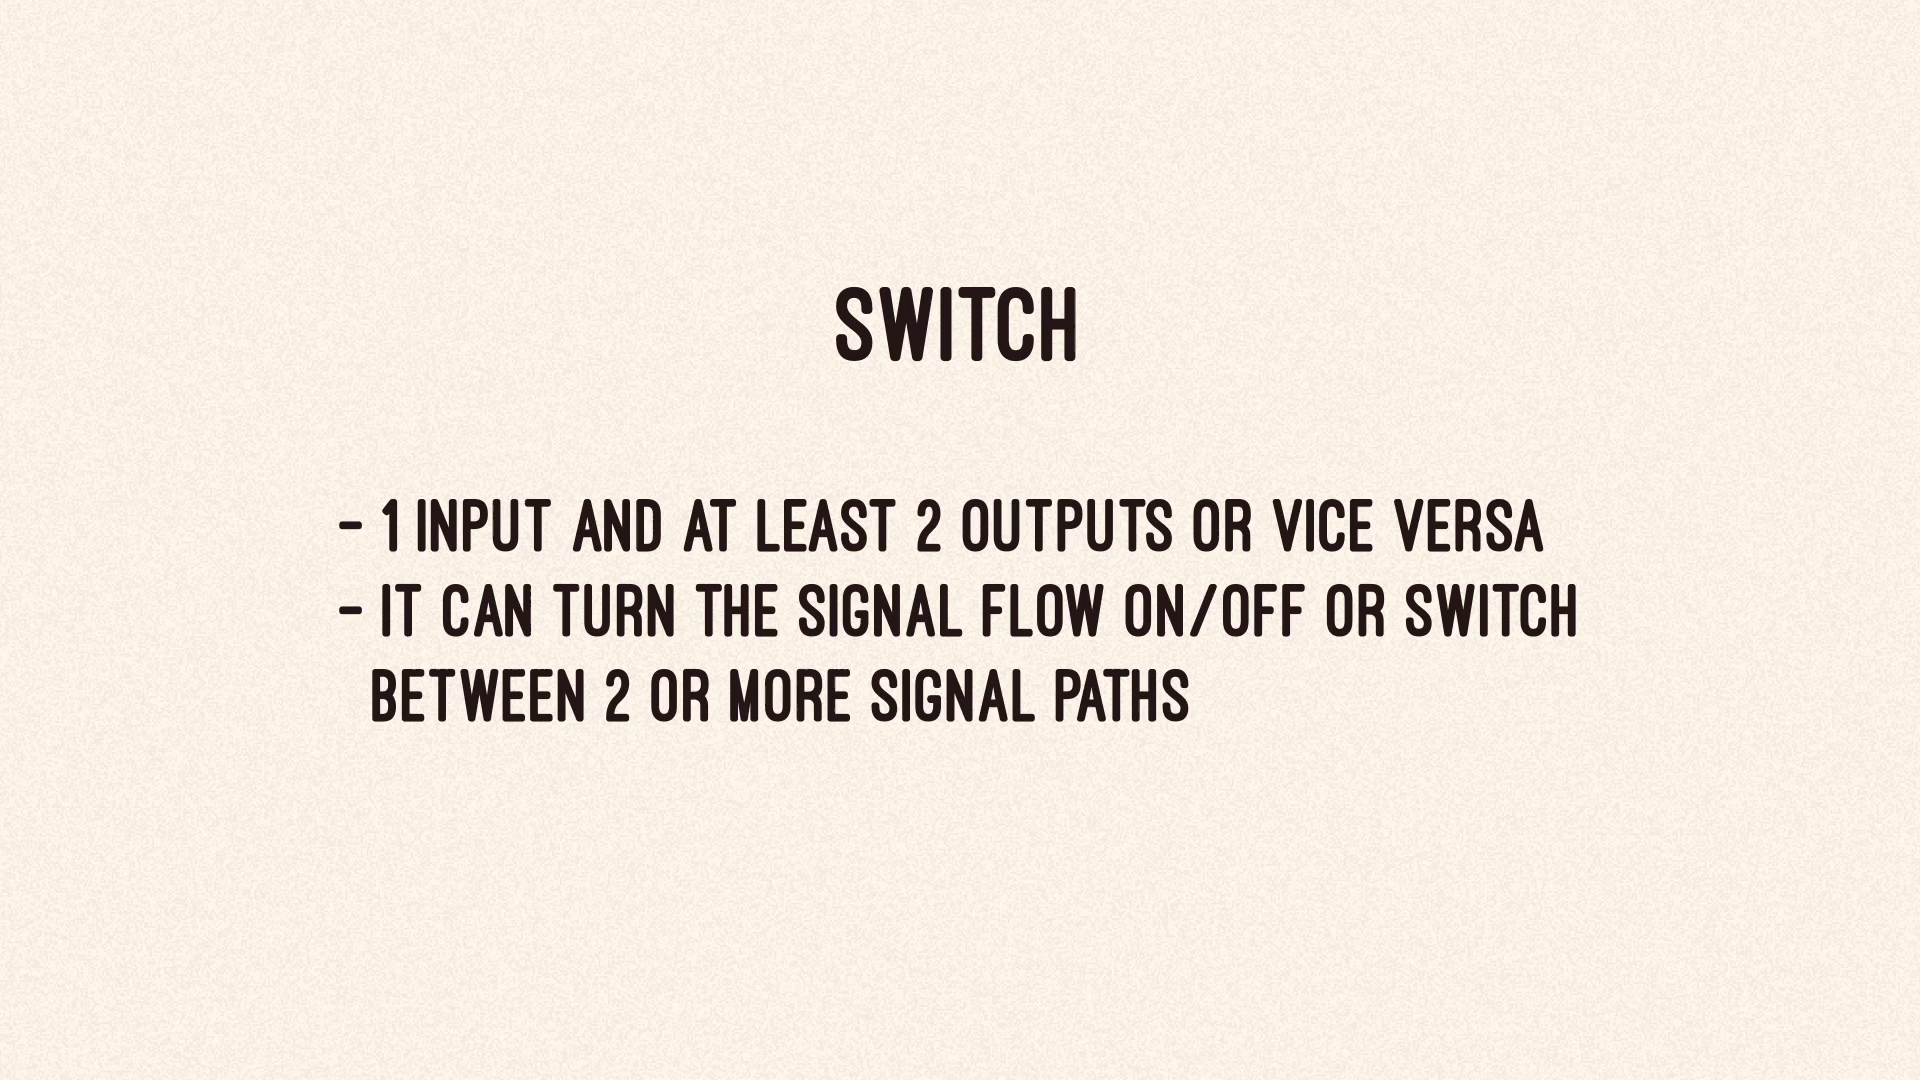 SWITCH
- 1 INPUT AND AT LEAST 2 OUTPUTS OR VICE VERSA
- IT CAN TURN THE SIGNAL FLOW ON/OFF OR SWITCH
BETWEEN 2 OR MORE SIGNAL PATHS